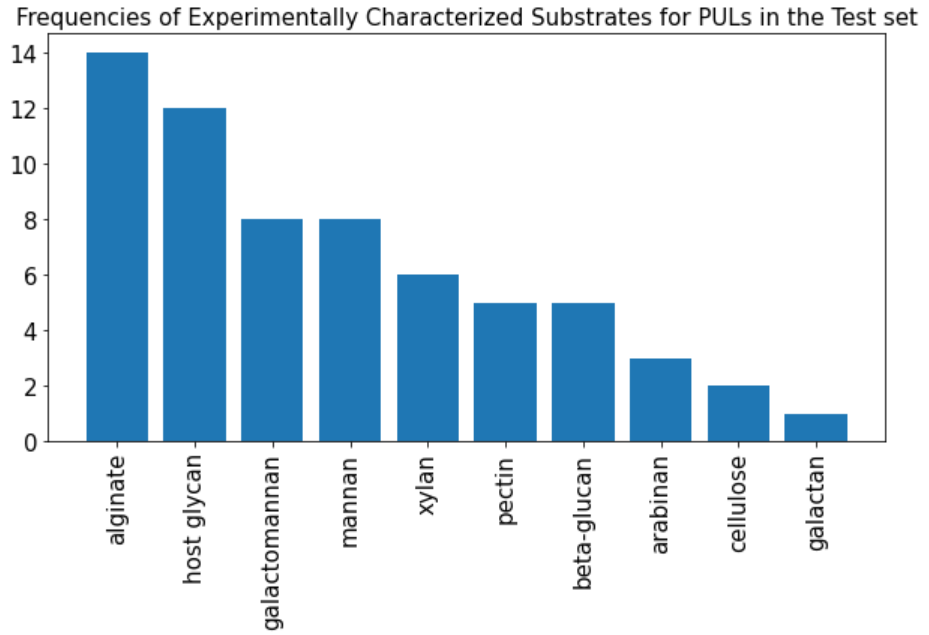 Frequencies of Experimentally Characterized Substrates for PULs in the Test set
14
12
10
8
6
4
2
0
alginate
host glycan
galactomannan
mannan
xylan
pectin
beta-glucan
arabinan
cellulose
galactan